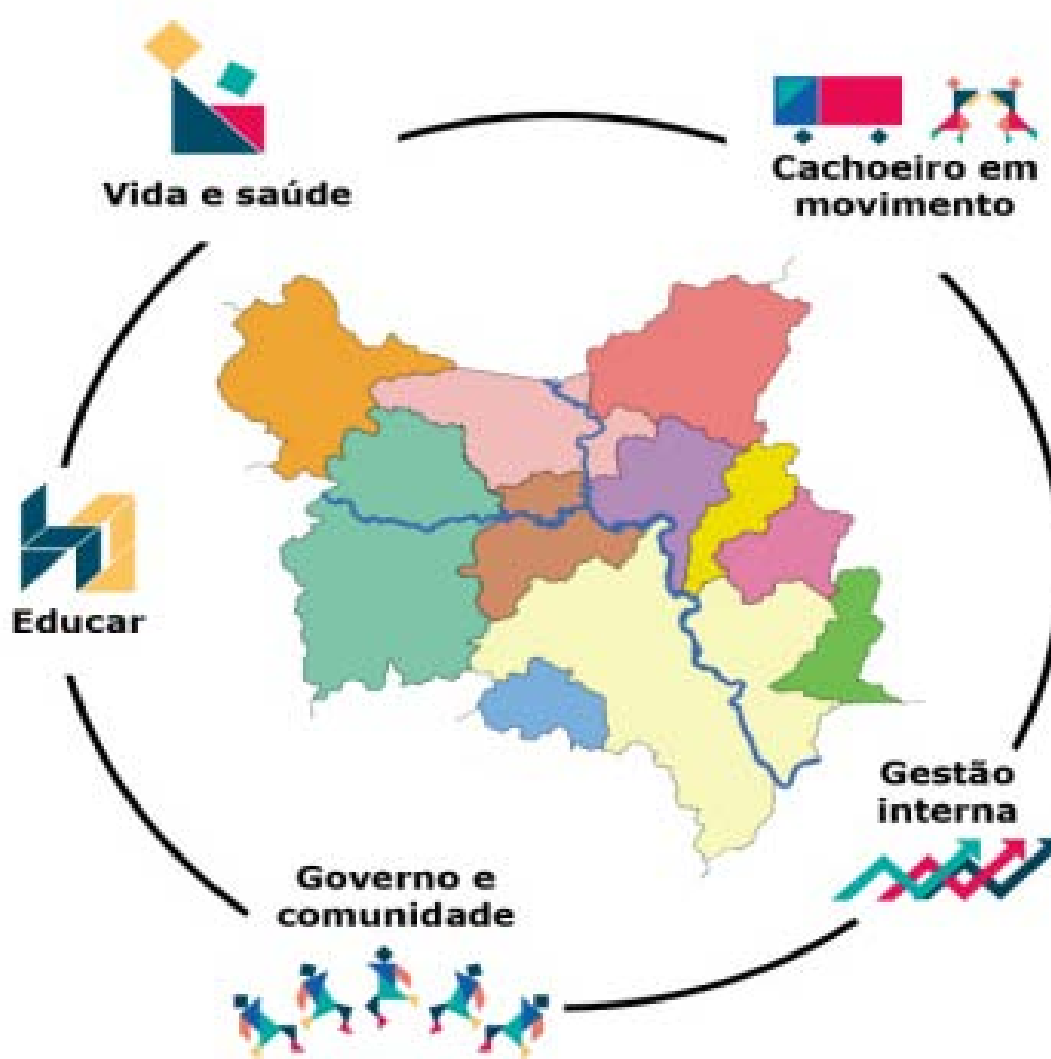 Vida e saúde
Cachoeiro em
movimento
Educar
Gestão
interna
Governo e
comunidade